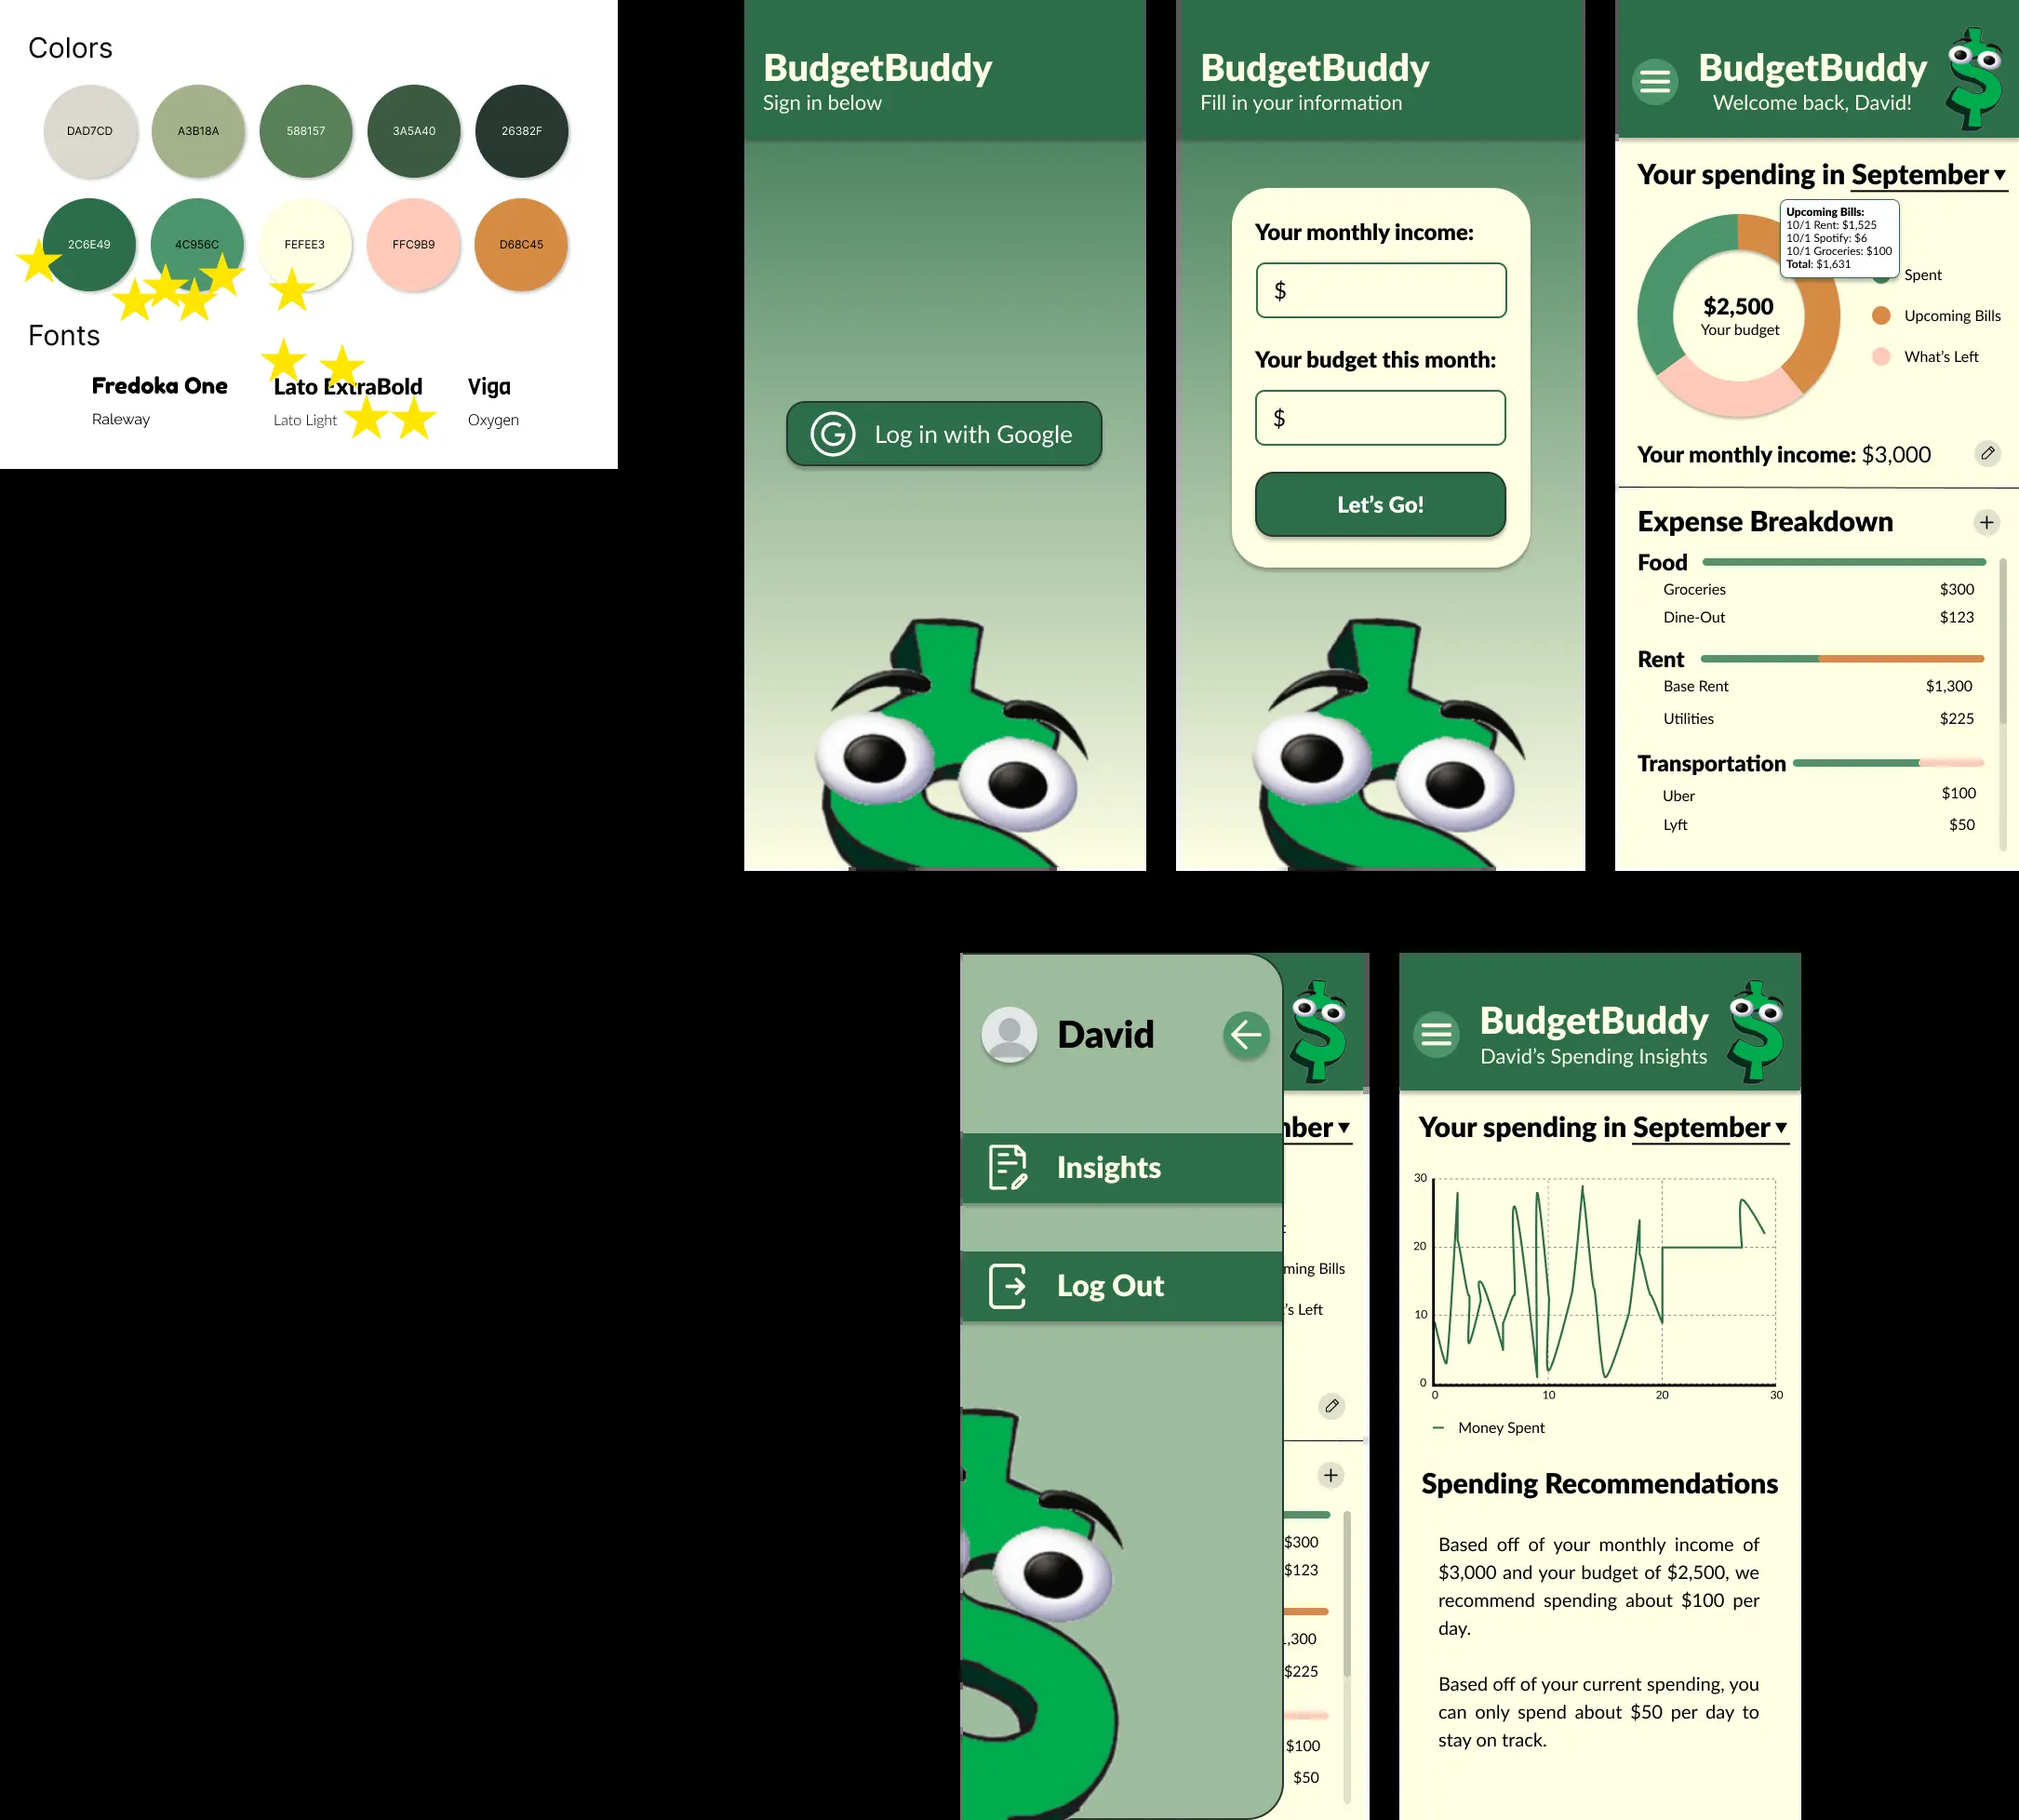 Colors
DAD7CD
A3B18A
588157
3A5A40
26382F
2C6E49
4C956C
FEFEE3
FFC9B9
D68C45
Fonts
Fredoka One
Lato ExtraBold
Viga
Raleway
Lato Light
Oxygen
BudgetBuddy
Sign in below
Log in with Google
BudgetBuddy
Fill in your information
Your monthly income:
$
Your budget this month:
$
Let's Go!
BudgetBuddy
Welcome back, David!
Your spending in September
Upcoming Bills:
10/1 Rent: $1,525
10/1 Spotify: $6
10/1 Groceries: $100
Total: $1,631
$2,500
Your budget
Spent
Upcoming Bills
What's Left
Your monthly income: $3,000
Expense Breakdown
Food
Groceries $300
Dine-Out $123
Rent
Base Rent $1,300
Utilities $225
Transportation
Uber $100
Lyft $50
David
Insights
Log Out
mber
ming Bills
's Left
$300
$123
,300
$225
$100
$50
BudgetBuddy
David's Spending Insights
Your spending in September
30
20
10
0
0 10 20 30
Money Spent
Spending Recommendations
Based off of your monthly income of
$3,000 and your budget of $2,500, we
recommend spending about $100 per
day.
Based off of your current spending, you
can only spend about $50 per day to
stay on track.